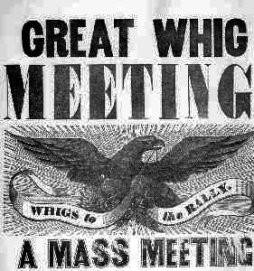 GREAT WHIG
MEETING
WHIGS to the RALLY.
A MASS MEETING